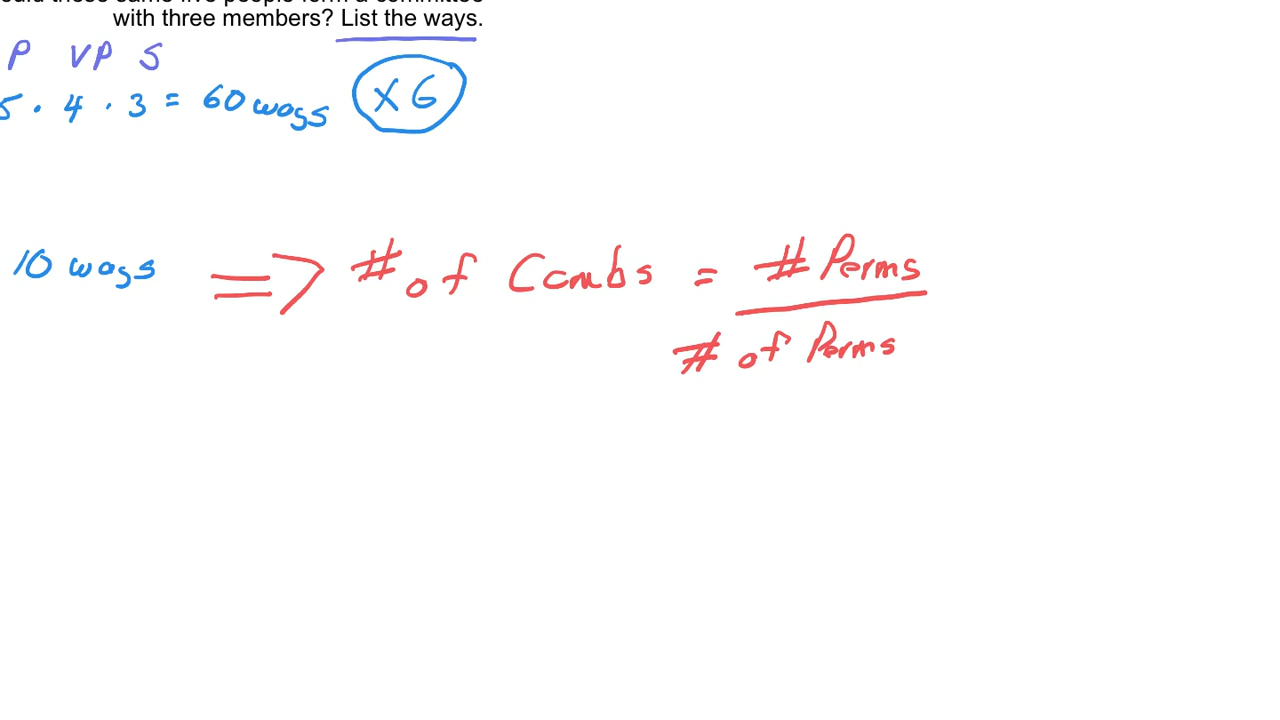 with three members? List the ways.
P VP S
5 · 4 · 3 = 60 ways × 6
10 ways => # of Combs = # Perms
# of Perms